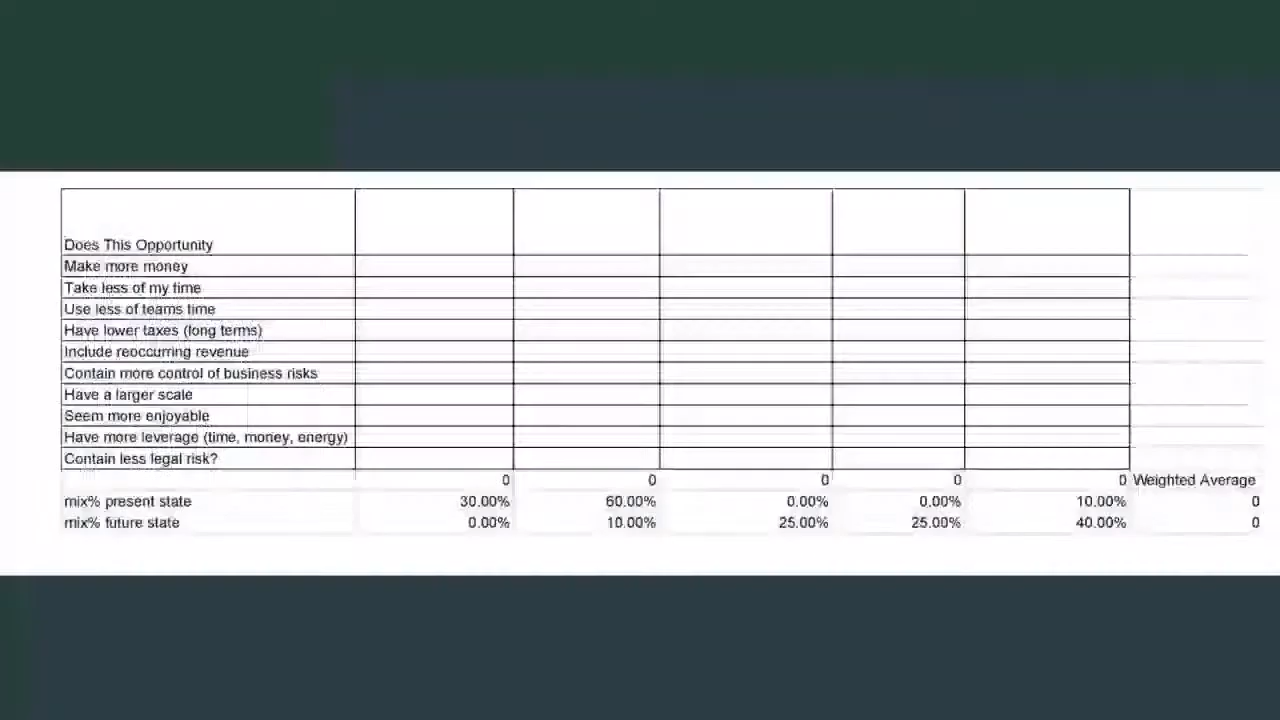 Does This Opportunity
Make more money
Take less of my time
Use less of teams time
Have lower taxes (long terms)
Include reoccurring revenue
Contain more control of business risks
Have a larger scale
Seem more enjoyable
Have more leverage (time, money, energy)
Contain less legal risk?
0 0 0 0 0 Weighted Average
mix% present state 30.00% 60.00% 0.00% 0.00% 10.00% 0
mix% future state 0.00% 10.00% 25.00% 25.00% 40.00% 0